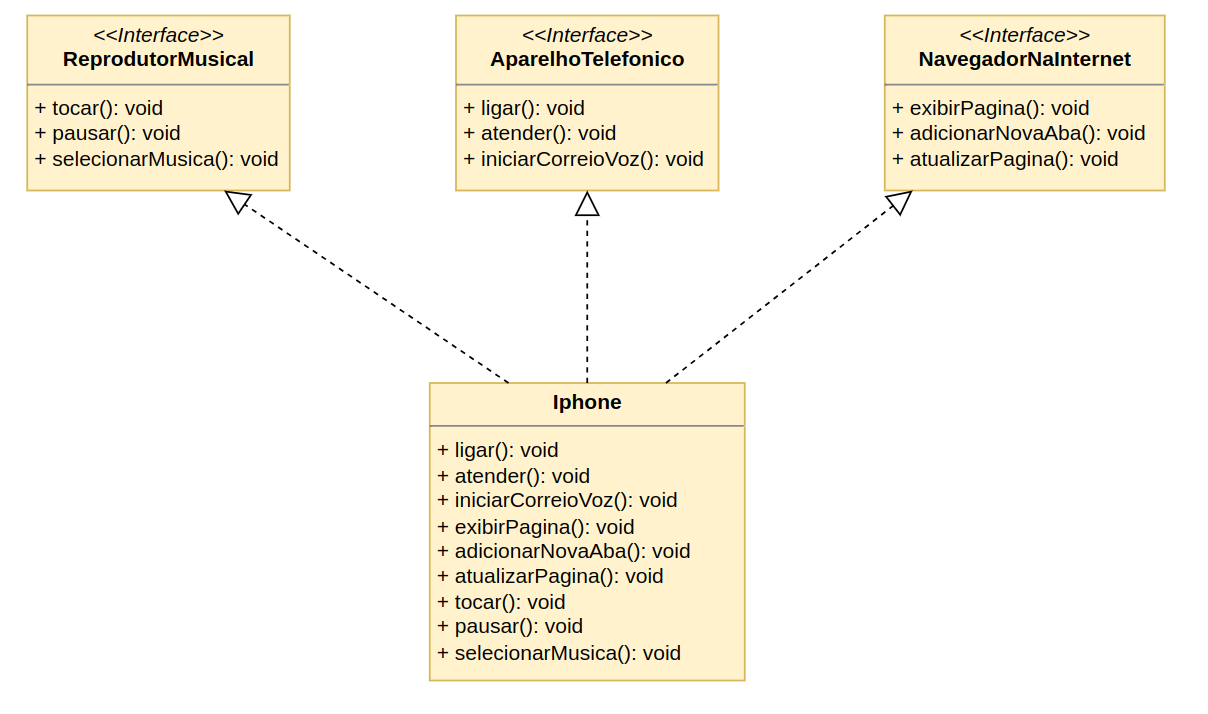 <<Interface>>
ReprodutorMusical
+ tocar(): void
+ pausar(): void
+ selecionarMusica(): void
<<Interface>>
AparelhoTelefonico
+ ligar(): void
+ atender(): void
+ iniciarCorreioVoz(): void
<<Interface>>
NavegadorNaInternet
+ exibirPagina(): void
+ adicionarNovaAba(): void
+ atualizarPagina(): void
Iphone
+ ligar(): void
+ atender(): void
+ iniciarCorreioVoz(): void
+ exibirPagina(): void
+ adicionarNovaAba(): void
+ atualizarPagina(): void
+ tocar(): void
+ pausar(): void
+ selecionarMusica(): void